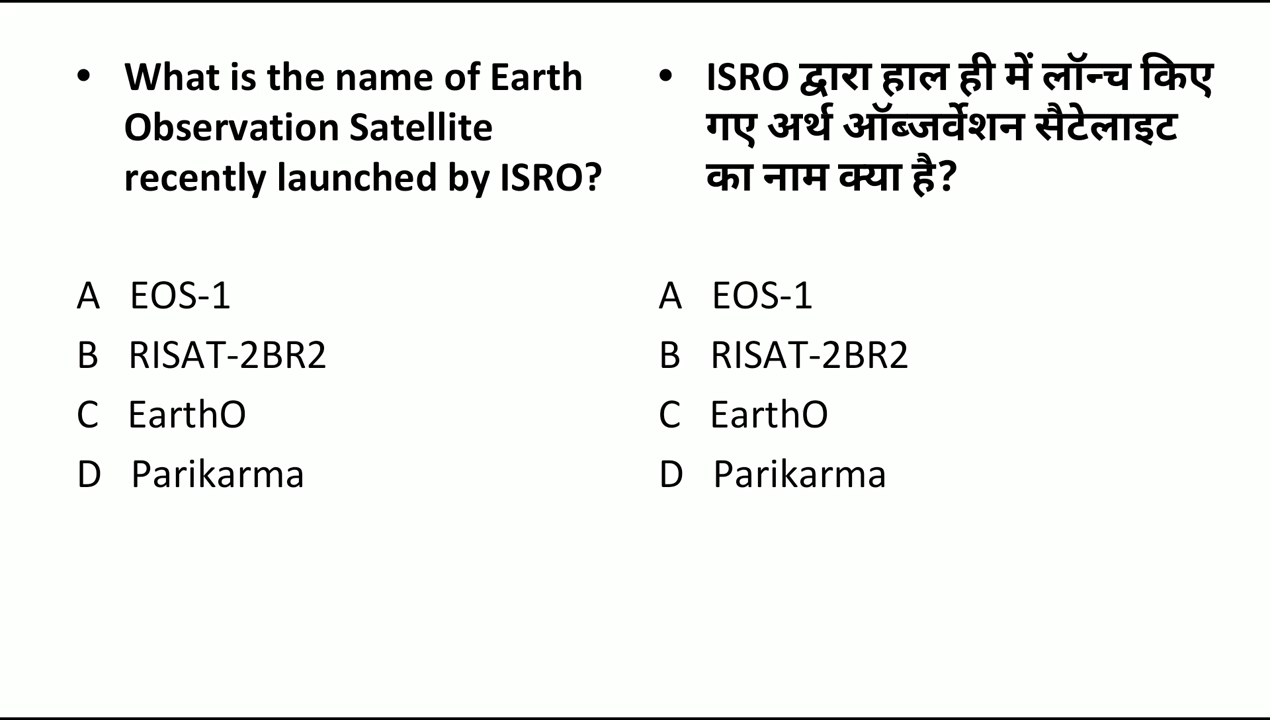 • What is the name of Earth
Observation Satellite
recently launched by ISRO?
A EOS-1
B RISAT-2BR2
C EarthO
D Parikarma
• ISRO द्वारा हाल ही में लॉन्च किए
गए अर्थ ऑब्जर्वेशन सैटेलाइट
का नाम क्या है?
A EOS-1
B RISAT-2BR2
C EarthO
D Parikarma